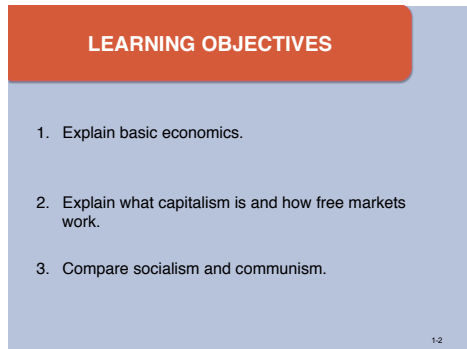 LEARNING OBJECTIVES
1. Explain basic economics.
2. Explain what capitalism is and how free markets
work.
3. Compare socialism and communism.
1-2